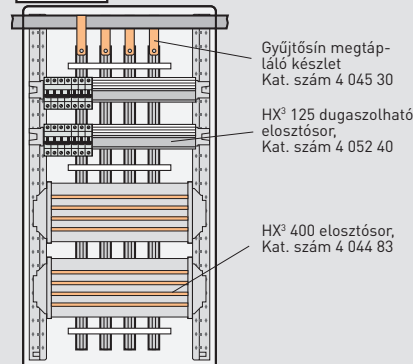 Gyűjtősín megtáp-
láló készlet
Kat. szám 4 045 30
HX³ 125 dugaszolható
elosztósor,
Kat. szám 4 052 40
HX³ 400 elosztósor,
Kat. szám 4 044 83